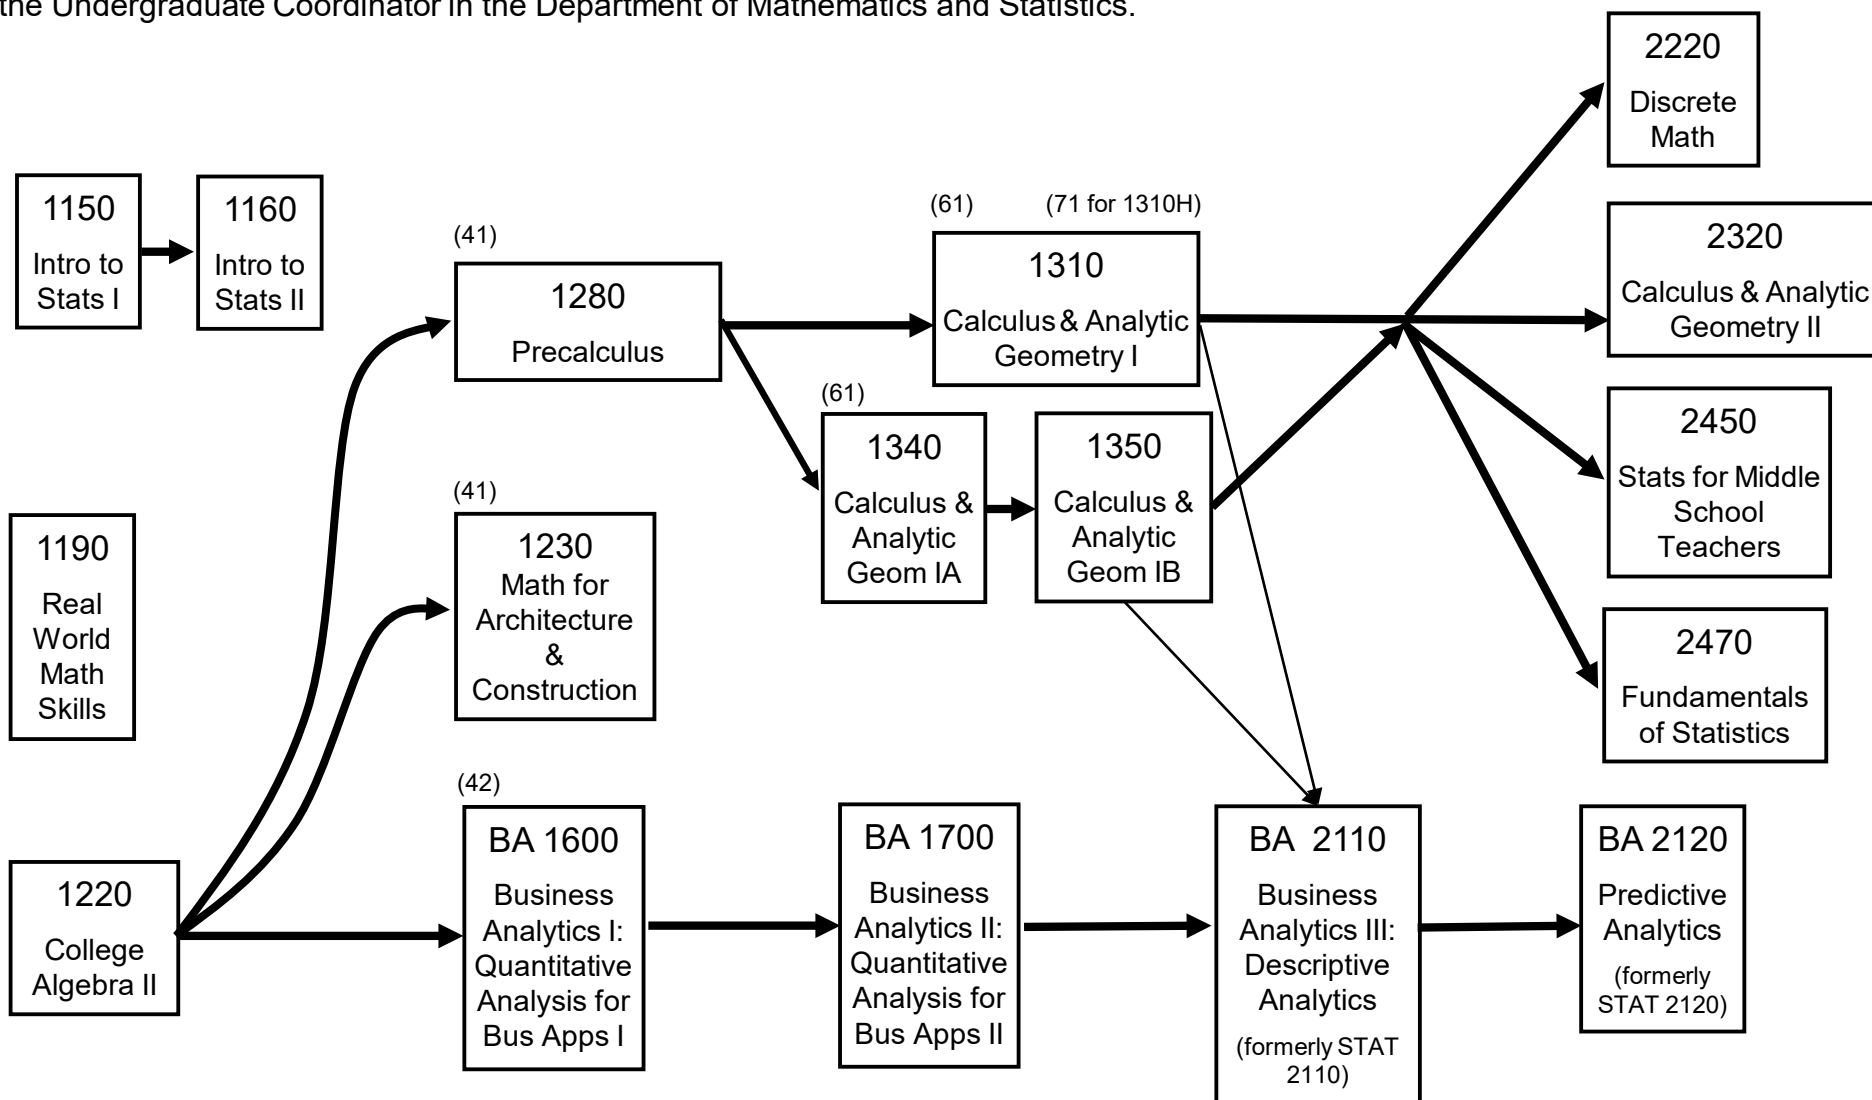 the Undergraduate Coordinator in the Department of Mathematics and Statistics.
2220
Discrete
Math
1150
Intro to
Stats I
1160
Intro to
Stats II
(41)
1280
Precalculus
(61)
(71 for 1310H)
1310
Calculus & Analytic
Geometry I
2320
Calculus & Analytic
Geometry II
(61)
1340
Calculus &
Analytic
Geom IA
1350
Calculus &
Analytic
Geom IB
2450
Stats for Middle
School
Teachers
1190
Real
World
Math
Skills
(41)
1230
Math for
Architecture
&
Construction
2470
Fundamentals
of Statistics
1220
College
Algebra II
(42)
BA 1600
Business
Analytics I:
Quantitative
Analysis for
Bus Apps I
BA 1700
Business
Analytics II:
Quantitative
Analysis for
Bus Apps II
BA 2110
Business
Analytics III:
Descriptive
Analytics
(formerly STAT
2110)
BA 2120
Predictive
Analytics
(formerly
STAT 2120)